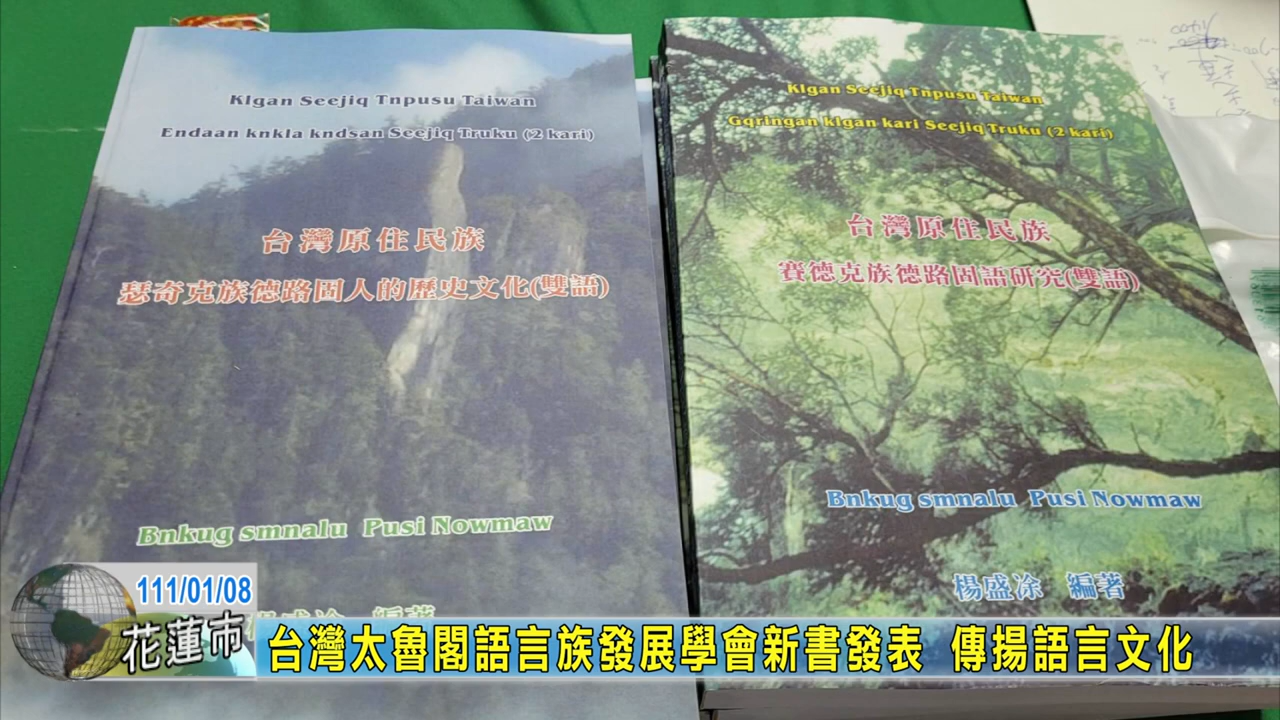 Klgan Seejiq Tnpusu Taiwan
Endaan knkla kndsan Seejiq Truku (2 kari)
台灣原住民族
瑟奇克族德路固人的歷史文化(雙語)
Bnkug smnalu Pusi Nowmaw
楊盛凃 編著
Klgan Seejiq Tnpusu Taiwan
Gqringan klgan kari Seejiq Truku (2 kari)
台灣原住民族
賽德克族德路固語研究(雙語)
Bnkug smnalu Pusi Nowmaw
楊盛凃 編著
111/01/08
花蓮市
台灣太魯閣語言族發展學會新書發表 傳揚語言文化